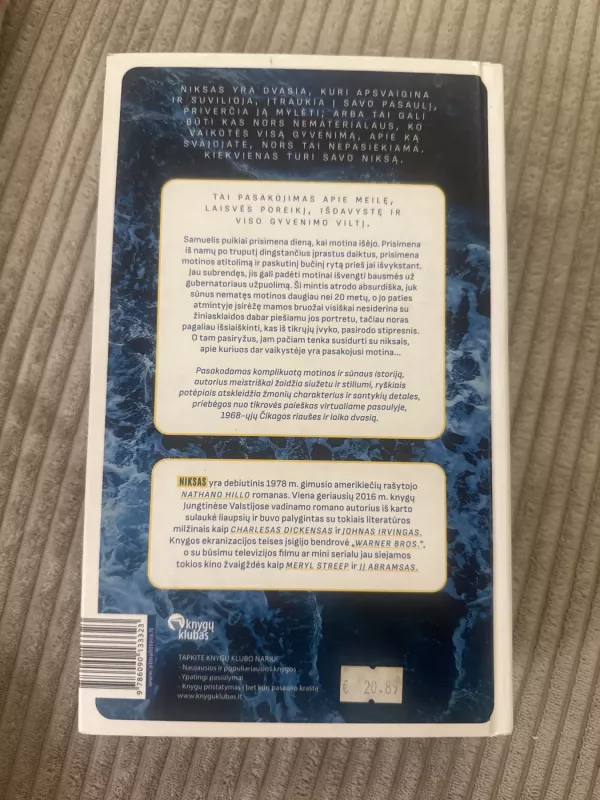 NIKSAS YRA DVASIA, KURI APSVAIGINA
IR SUVILIOJA, ĮTRAUKIA Į SAVO PASAULĮ,
PRIVERČIA JĄ MYLĖTI; ARBA TAI GALI
BŪTI KAS NORS NEMATERIALAUS, KO
VAIKOTĖS VISĄ GYVENIMĄ, APIE KĄ
SVAJOJATE, NORS TAI NEPASIEKIAMA.
KIEKVIENAS TURI SAVO NIKSĄ.
TAI PASAKOJIMAS APIE MEILĘ,
LAISVĖS POREIKĮ, IŠDAVYSTĘ IR
VISO GYVENIMO VILTĮ.
Samuelis puikiai prisimena dieną, kai motina išėjo. Prisimena
iš namų po truputį dingstančius įprastus daiktus, prisimena
motinos atitolimą ir paskutinį bučinį rytą prieš jai išvykstant.
Jau subrendęs, jis gali padėti motinai išvengti bausmės už
gubernatoriaus užpuolimą. Ši mintis atrodo absurdiška, juk
sūnus nematęs motinos daugiau nei 20 metų, o jo paties
atmintyje įsirėžę mamos bruožai visiškai nesiderina su
žiniasklaidos dabar piešiamu jos portretu, tačiau noras
pagaliau išsiaiškinti, kas iš tikrųjų įvyko, pasirodo stipresnis.
O tam pasiryžus, jam pačiam tenka susidurti su niksais,
apie kuriuos dar vaikystėje yra pasakojusi motina...
Pasakodamas komplikuotą motinos ir sūnaus istoriją,
autorius meistriškai žaidžia siužetu ir stiliumi, ryškiais
potėpiais atskleidžia žmonių charakterius ir santykių detales,
priebėgos nuo tikrovės paieškas virtualiame pasaulyje,
1968-ųjų Čikagos riaušes ir laiko dvasią.
NIKSAS yra debiutinis 1978 m. gimusio amerikiečių rašytojo
NATHANO HILLO romanas. Viena geriausių 2016 m. knygų
Jungtinėse Valstijose vadinamo romano autorius iš karto
sulaukė liaupsių ir buvo palygintas su tokiais literatūros
milžinais kaip CHARLESAS DICKENSAS ir JOHNAS IRVINGAS.
Knygos ekranizacijos teises įsigijo bendrovė „WARNER BROS.",
o su būsimu televizijos filmu ar mini serialu jau siejamos
tokios kino žvaigždės kaip MERYL STREEP ir JJ ABRAMSAS.
knygų
klubas
TAPKITE KNYGŲ KLUBO NARIU!
- Naujausios ir populiariausios knygos
- Ypatingi pasiūlymai
- Knygų pristatymas į bet kurį pasaulio kraštą
www.knyguklubas.lt
€ 20.89
www.almalittera.lt
9 786090 133323